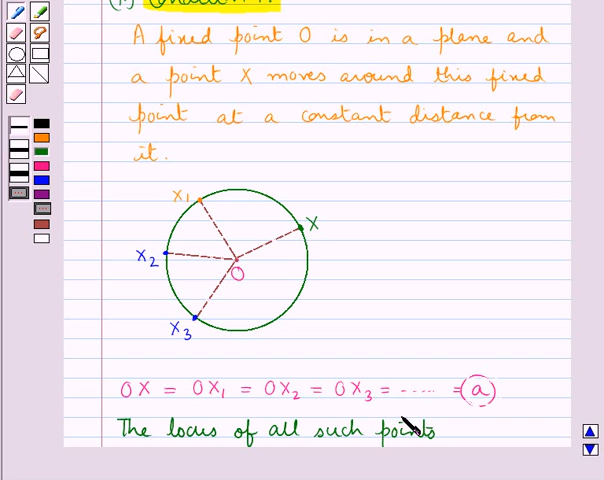 A fixed point O is in a plane and
a point X moves around this fixed
point at a constant distance from
it.
X1
X
X2
O
X3
OX = OX1 = OX2 = OX3 = ...... = a
The locus of all such points